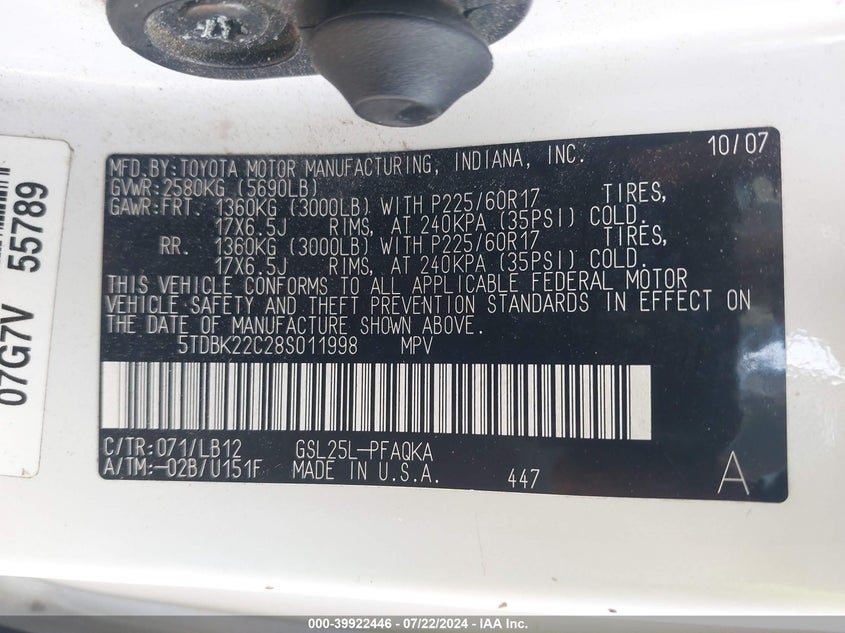 MFD.BY:TOYOTA MOTOR MANUFACTURING, INDIANA, INC. 10/07
GVWR:2580KG (5690LB)
GAWR:FRT. 1360KG (3000LB) WITH P225/60R17 TIRES,
17X6.5J RIMS, AT 240KPA (35PSI) COLD.
RR. 1360KG (3000LB) WITH P225/60R17 TIRES,
17X6.5J RIMS, AT 240KPA (35PSI) COLD.
THIS VEHICLE CONFORMS TO ALL APPLICABLE FEDERAL MOTOR
VEHICLE SAFETY AND THEFT PREVENTION STANDARDS IN EFFECT ON
THE DATE OF MANUFACTURE SHOWN ABOVE.
5TDBK22C28S011998 MPV
C/TR:071/LB12 GSL25L-PFAQKA
A/TM:-02B/U151F MADE IN U.S.A. 447 A
07G7V 55789
000-39922446 - 07/22/2024 - IAA Inc.